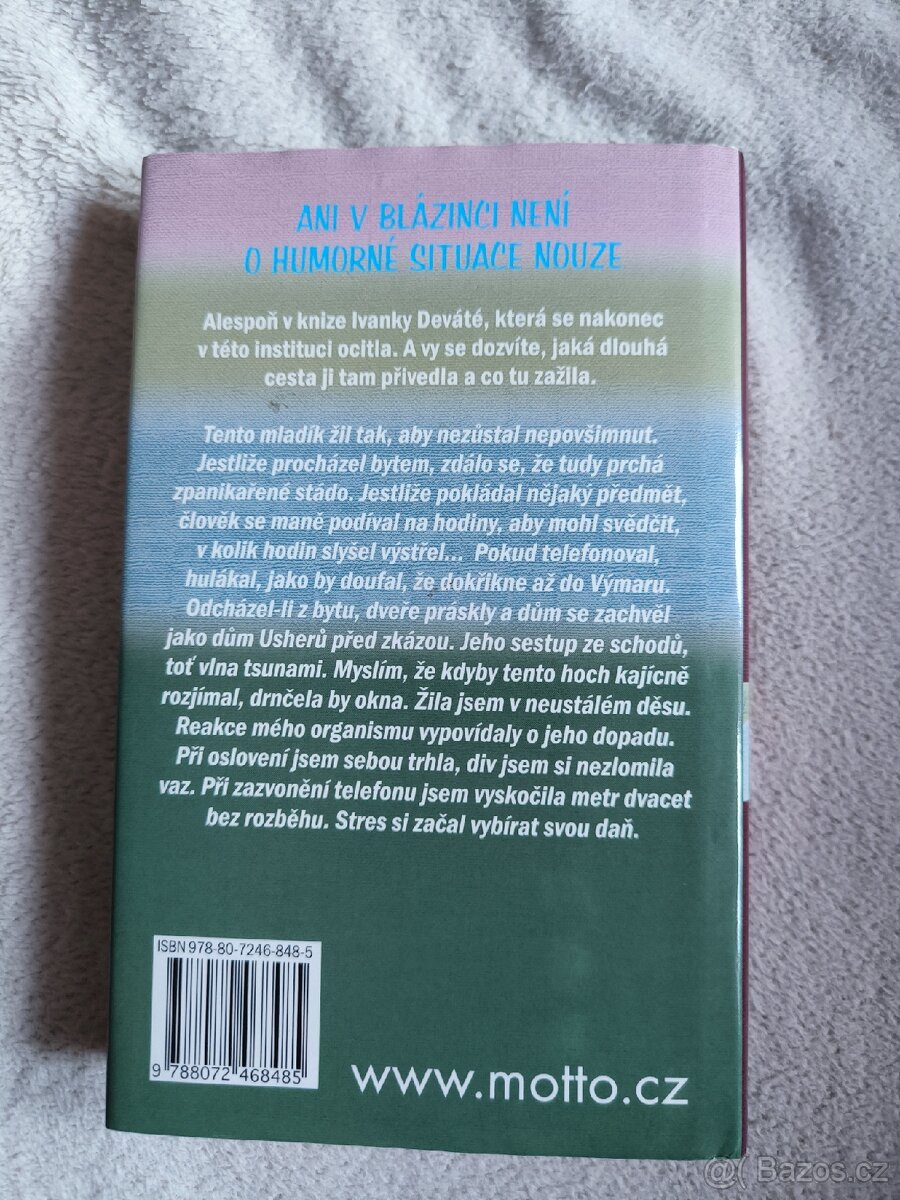 ANI V BLÁZINCI NENÍ
O HUMORNÉ SITUACE NOUZE
Alespoň v knize Ivanky Deváté, která se nakonec
v této instituci ocitla. A vy se dozvíte, jaká dlouhá
cesta ji tam přivedla a co tu zažila.
Tento mladík žil tak, aby nezůstal nepovšimnut.
Jestliže procházel bytem, zdálo se, že tudy prchá
zpanikařené stádo. Jestliže pokládal nějaký předmět,
člověk se maně podíval na hodiny, aby mohl svědčit,
v kolik hodin slyšel výstřel... Pokud telefonoval,
hulákal, jako by doufal, že dokřikne až do Výmaru.
Odcházel-li z bytu, dveře práskly a dům se zachvěl
jako dům Usherů před zkázou. Jeho sestup ze schodů,
toť vlna tsunami. Myslím, že kdyby tento hoch kajícně
rozjímal, drnčela by okna. Žila jsem v neustálém děsu.
Reakce mého organismu vypovídaly o jeho dopadu.
Při oslovení jsem sebou trhla, div jsem si nezlomila
vaz. Při zazvonění telefonu jsem vyskočila metr dvacet
bez rozběhu. Stres si začal vybírat svou daň.
ISBN 978-80-7246-848-5
9 788072 468485
www.motto.cz
@( Bazos.cz